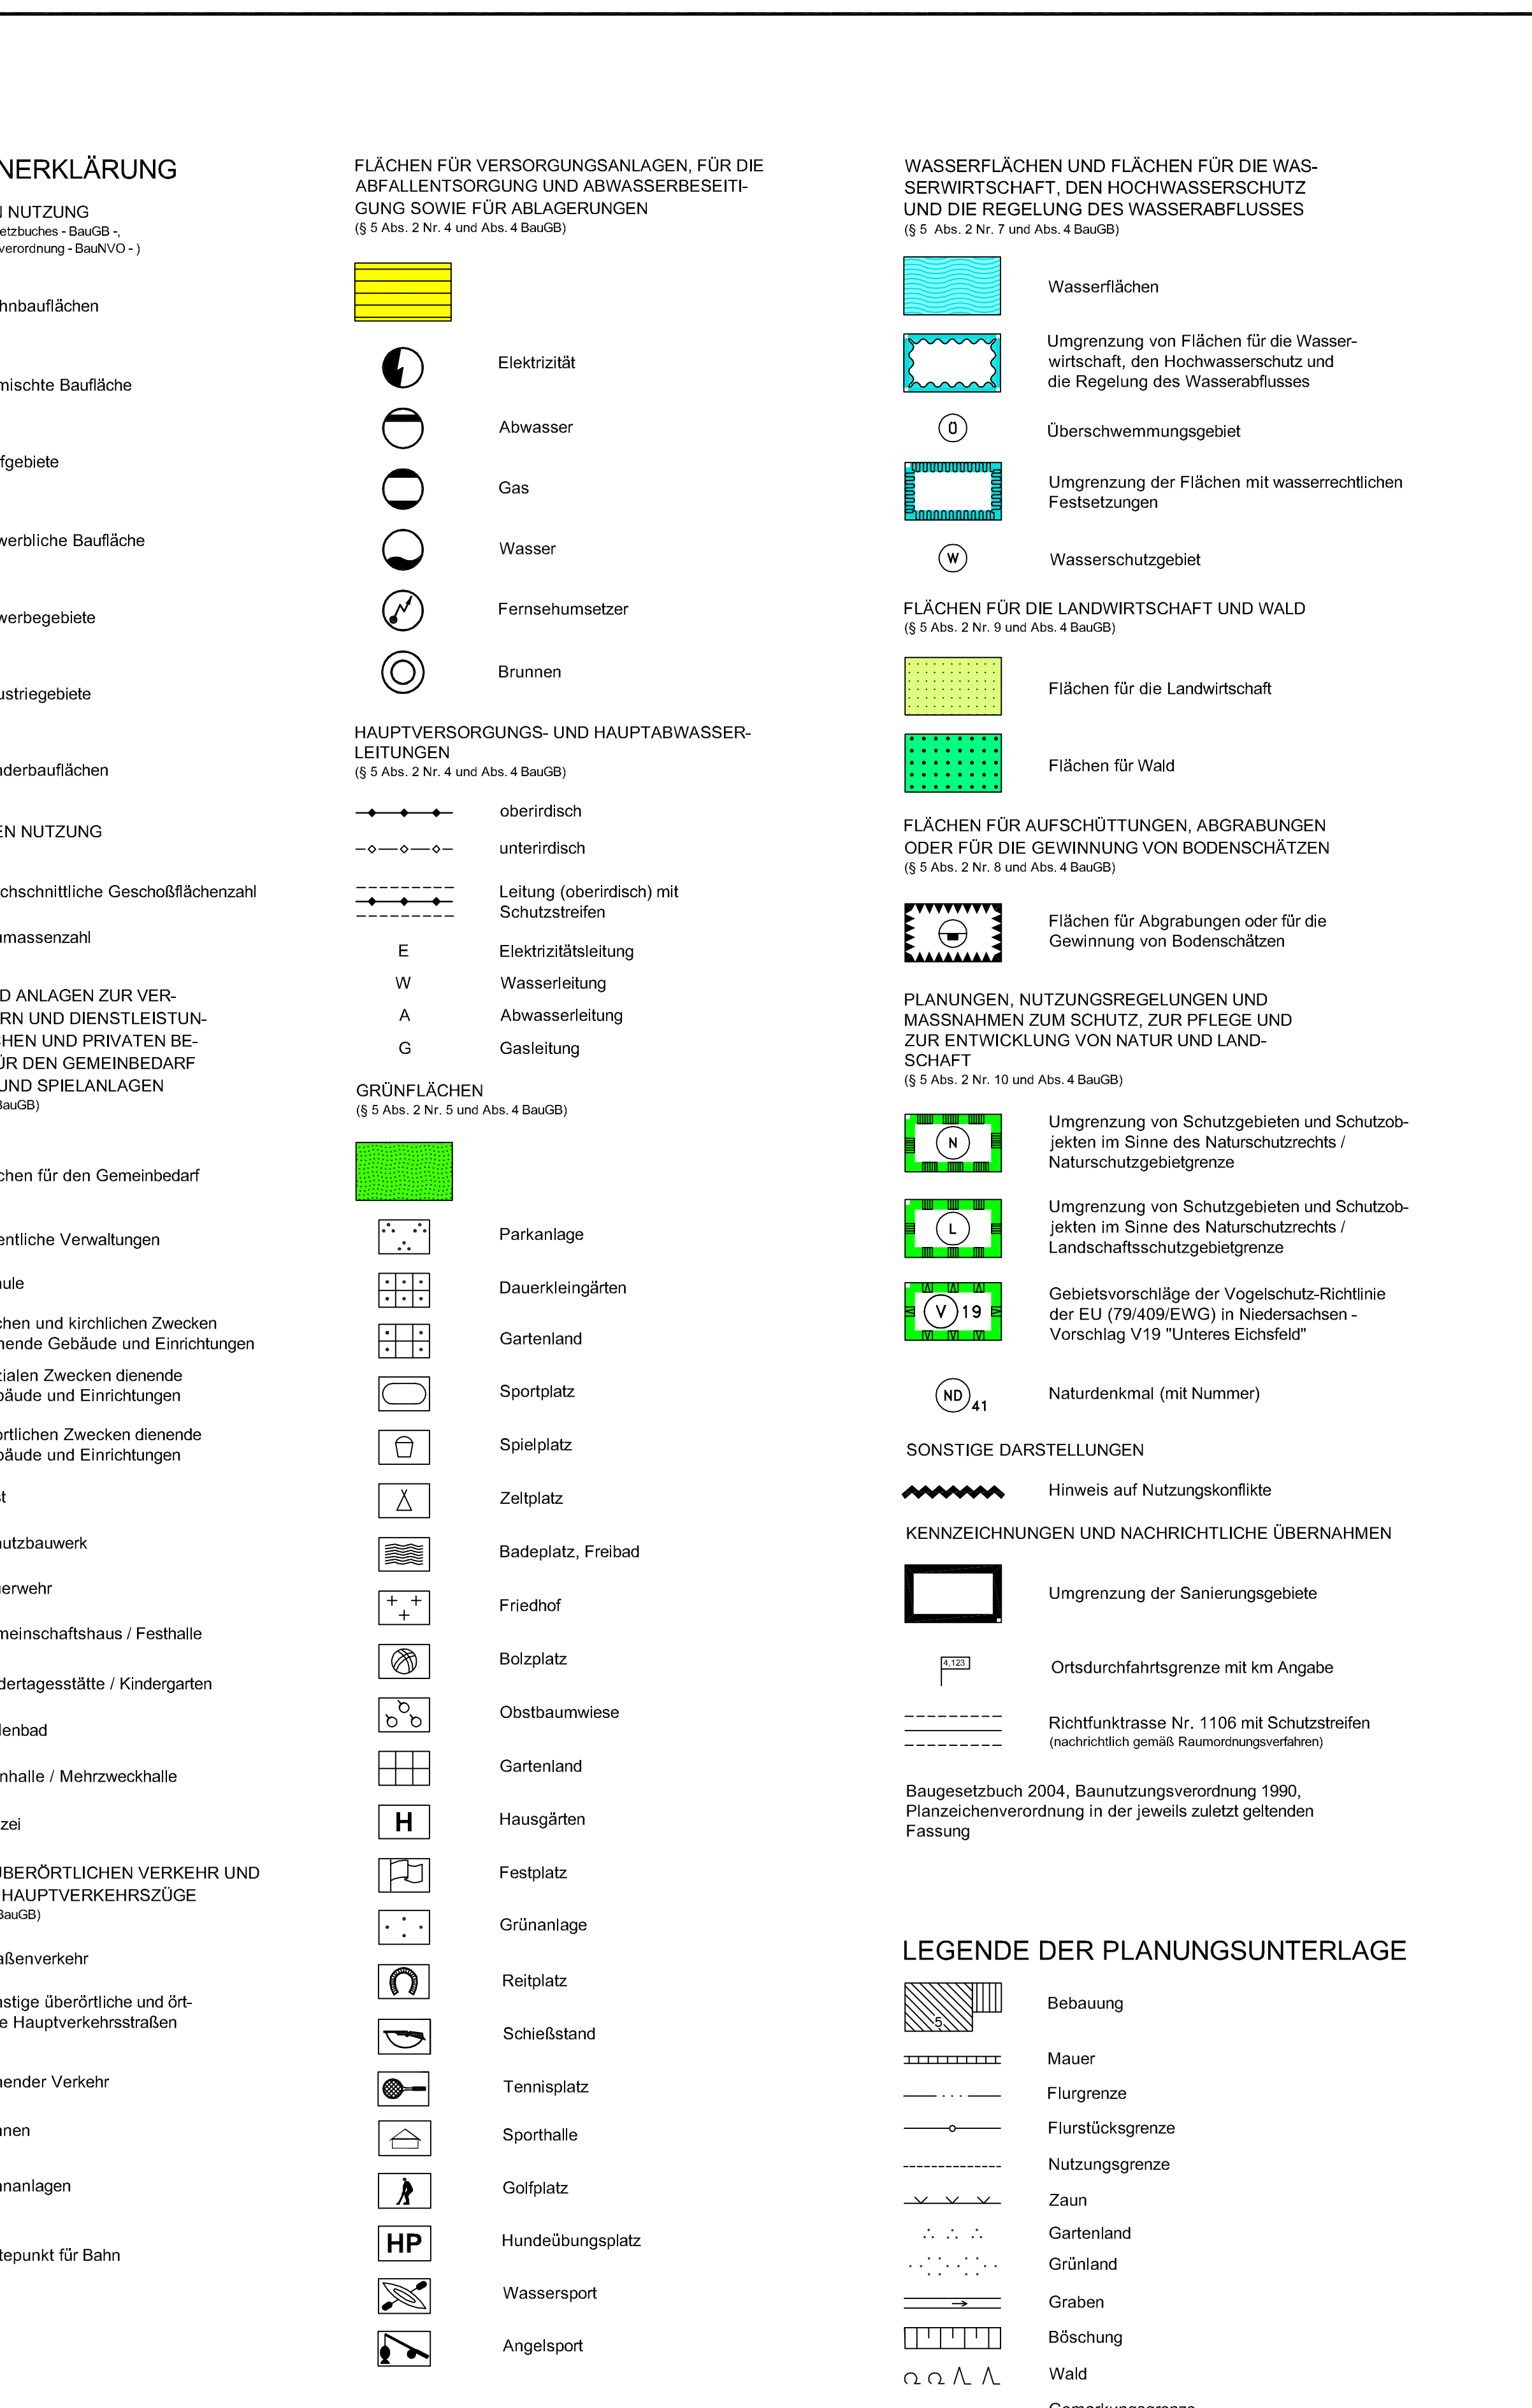 NERKLÄRUNG
N NUTZUNG
etzbuches - BauGB -,
verordnung - BauNVO - )
hnbauflächen
mischte Baufläche
fgebiete
werbliche Baufläche
werbegebiete
ustriegebiete
nderbauflächen
EN NUTZUNG
chschnittliche Geschoßflächenzahl
umassenzahl
D ANLAGEN ZUR VER-
RN UND DIENSTLEISTUN-
CHEN UND PRIVATEN BE-
ÜR DEN GEMEINBEDARF
UND SPIELANLAGEN
BauGB)
chen für den Gemeinbedarf
entliche Verwaltungen
ule
chen und kirchlichen Zwecken
nende Gebäude und Einrichtungen
zialen Zwecken dienende
bäude und Einrichtungen
ortlichen Zwecken dienende
bäude und Einrichtungen
st
hutzbauwerk
uerwehr
meinschaftshaus / Festhalle
dertagesstätte / Kindergarten
lenbad
nhalle / Mehrzweckhalle
zei
ÜBERÖRTLICHEN VERKEHR UND
HAUPTVERKEHRSZÜGE
BauGB)
aßenverkehr
nstige überörtliche und ört-
e Hauptverkehrsstraßen
hender Verkehr
hnen
hnanlagen
tepunkt für Bahn
FLÄCHEN FÜR VERSORGUNGSANLAGEN, FÜR DIE
ABFALLENTSORGUNG UND ABWASSERBESEITI-
GUNG SOWIE FÜR ABLAGERUNGEN
(§ 5 Abs. 2 Nr. 4 und Abs. 4 BauGB)
Elektrizität
Abwasser
Gas
Wasser
Fernsehumsetzer
Brunnen
HAUPTVERSORGUNGS- UND HAUPTABWASSER-
LEITUNGEN
(§ 5 Abs. 2 Nr. 4 und Abs. 4 BauGB)
oberirdisch
unterirdisch
Leitung (oberirdisch) mit
Schutzstreifen
E Elektrizitätsleitung
W Wasserleitung
A Abwasserleitung
G Gasleitung
GRÜNFLÄCHEN
(§ 5 Abs. 2 Nr. 5 und Abs. 4 BauGB)
Parkanlage
Dauerkleingärten
Gartenland
Sportplatz
Spielplatz
Zeltplatz
Badeplatz, Freibad
Friedhof
Bolzplatz
Obstbaumwiese
Gartenland
H Hausgärten
Festplatz
Grünanlage
Reitplatz
Schießstand
Tennisplatz
Sporthalle
Golfplatz
HP Hundeübungsplatz
Wassersport
Angelsport
WASSERFLÄCHEN UND FLÄCHEN FÜR DIE WAS-
SERWIRTSCHAFT, DEN HOCHWASSERSCHUTZ
UND DIE REGELUNG DES WASSERABFLUSSES
(§ 5 Abs. 2 Nr. 7 und Abs. 4 BauGB)
Wasserflächen
Umgrenzung von Flächen für die Wasser-
wirtschaft, den Hochwasserschutz und
die Regelung des Wasserabflusses
Ü Überschwemmungsgebiet
Umgrenzung der Flächen mit wasserrechtlichen
Festsetzungen
W Wasserschutzgebiet
FLÄCHEN FÜR DIE LANDWIRTSCHAFT UND WALD
(§ 5 Abs. 2 Nr. 9 und Abs. 4 BauGB)
Flächen für die Landwirtschaft
Flächen für Wald
FLÄCHEN FÜR AUFSCHÜTTUNGEN, ABGRABUNGEN
ODER FÜR DIE GEWINNUNG VON BODENSCHÄTZEN
(§ 5 Abs. 2 Nr. 8 und Abs. 4 BauGB)
Flächen für Abgrabungen oder für die
Gewinnung von Bodenschätzen
PLANUNGEN, NUTZUNGSREGELUNGEN UND
MASSNAHMEN ZUM SCHUTZ, ZUR PFLEGE UND
ZUR ENTWICKLUNG VON NATUR UND LAND-
SCHAFT
(§ 5 Abs. 2 Nr. 10 und Abs. 4 BauGB)
Umgrenzung von Schutzgebieten und Schutzob-
N jekten im Sinne des Naturschutzrechts /
Naturschutzgebietgrenze
Umgrenzung von Schutzgebieten und Schutzob-
L jekten im Sinne des Naturschutzrechts /
Landschaftsschutzgebietgrenze
Gebietsvorschläge der Vogelschutz-Richtlinie
V 19 der EU (79/409/EWG) in Niedersachsen -
Vorschlag V19 "Unteres Eichsfeld"
ND 41 Naturdenkmal (mit Nummer)
SONSTIGE DARSTELLUNGEN
Hinweis auf Nutzungskonflikte
KENNZEICHNUNGEN UND NACHRICHTLICHE ÜBERNAHMEN
Umgrenzung der Sanierungsgebiete
4,123 Ortsdurchfahrtsgrenze mit km Angabe
Richtfunktrasse Nr. 1106 mit Schutzstreifen
(nachrichtlich gemäß Raumordnungsverfahren)
Baugesetzbuch 2004, Baunutzungsverordnung 1990,
Planzeichenverordnung in der jeweils zuletzt geltenden
Fassung
LEGENDE DER PLANUNGSUNTERLAGE
Bebauung
5
Mauer
Flurgrenze
Flurstücksgrenze
Nutzungsgrenze
Zaun
Gartenland
Grünland
Graben
Böschung
Wald